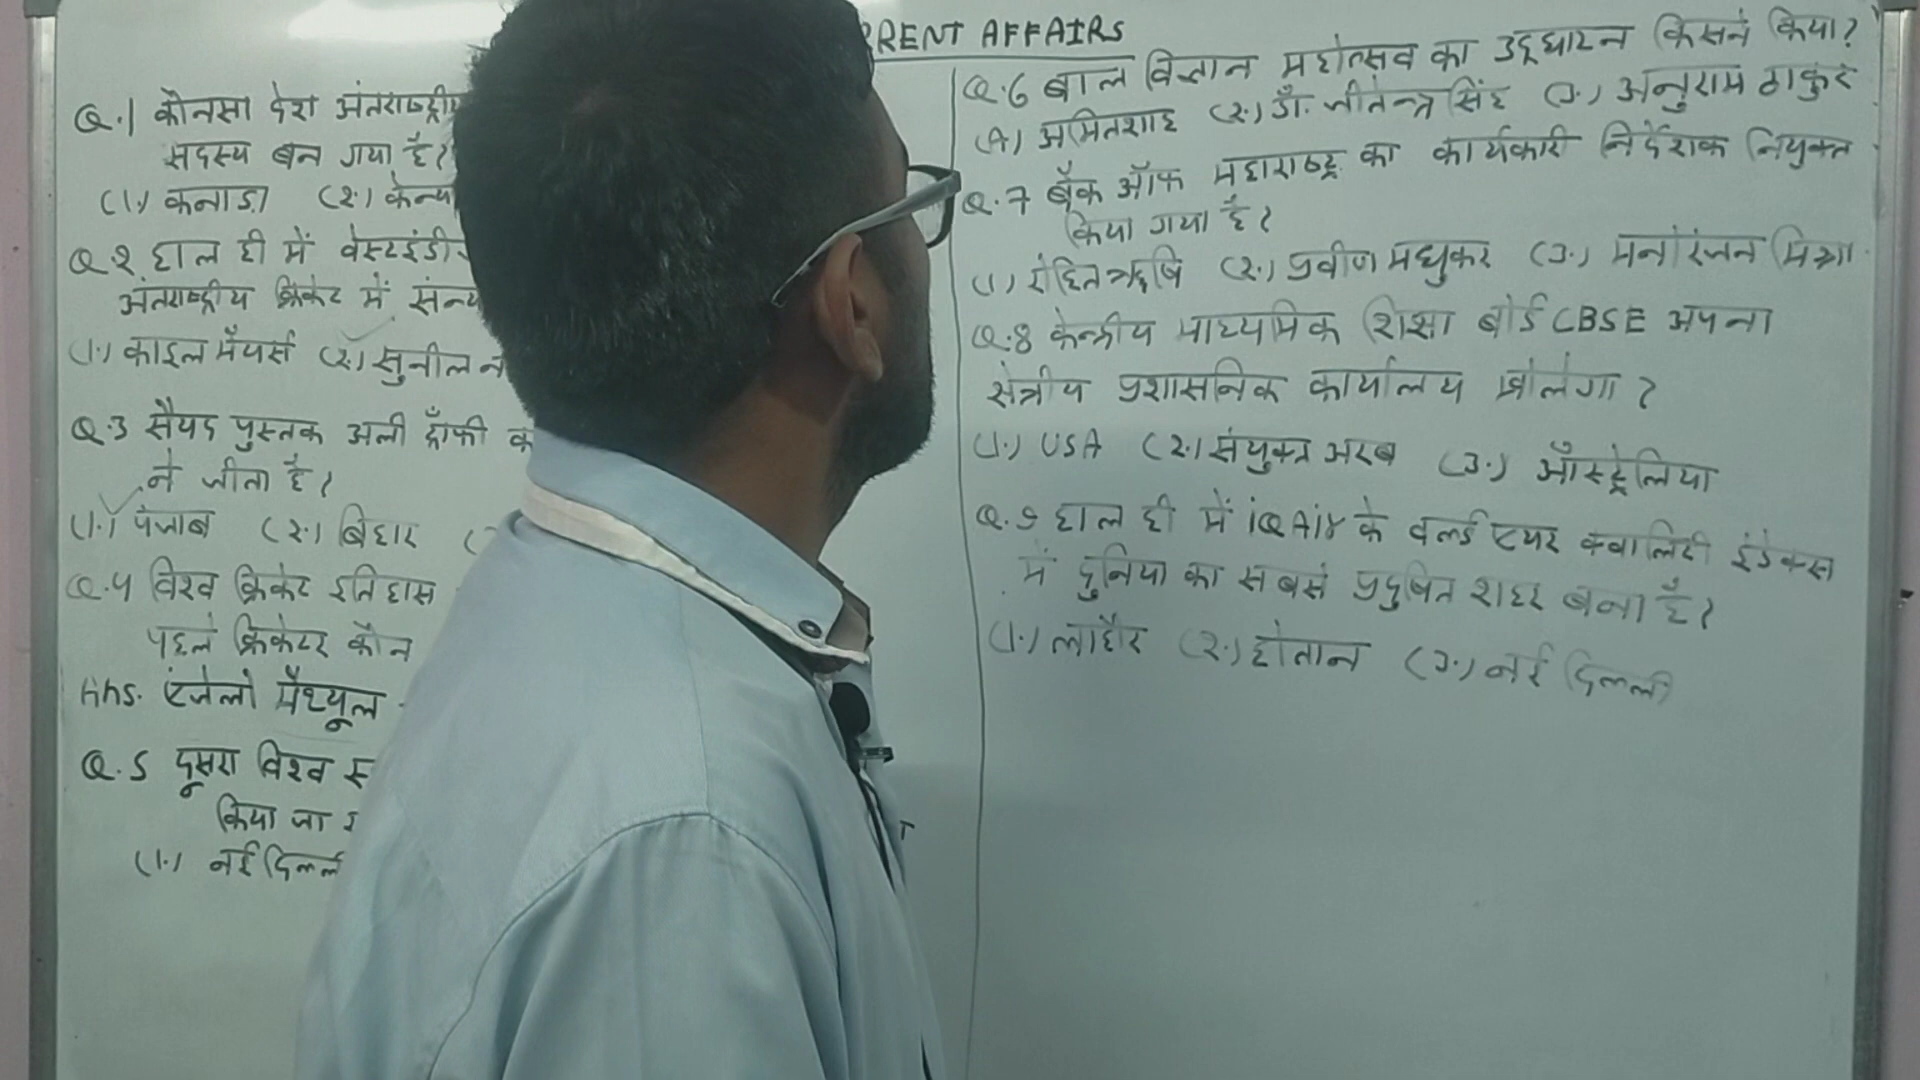 RRENT AFFAIRS
Q.1 कौनसा देश अंतराष्ट्रीय
सदस्य बन गया है?
(1.) कनाडा (2.) केन्या
Q.2 हाल ही में वेस्टइंडी
अंतराष्ट्रीय क्रिकेट में संन्या
(1.) काइल मैयर्स (2.) सुनील न
Q.3 सैयद पुस्तक अली ट्रॉफी क
ने जीता है?
(1.) पंजाब (2.) बिहार
Q.4 विश्व क्रिकेट इतिहास
पहले क्रिकेटर कौन
Ans. एंजेलो मैथ्यूल
Q.5 दूसरा विश्व स
किया जा र
(1.) नई दिल्ली
Q.6 बाल विज्ञान महोत्सव का उद्घाटन किसने किया?
(A) अमितशाह (2.) डॉ. जीतेन्त्र सिंह (3.) अनुराग ठाकुर
Q.7 बैंक ऑफ महाराष्ट्र का कार्यकारी निर्देशक नियुक्त
किया गया है?
(1) रोहित ऋषि (2.) प्रवीण मधुकर (3.) मनोरंजन मिश्रा
Q.8 केन्द्रीय माध्यमिक शिक्षा बोर्ड CBSE अपना
क्षेत्रीय प्रशासनिक कार्यालय खोलेगा?
(1.) USA (2.) संयुक्त अरब (3.) ऑस्ट्रेलिया
Q.9 हाल ही में iQAir के वर्ल्ड एयर क्वालिटी इंडेक्स
में दुनिया का सबसे प्रदुषित शहर बना है?
(1.) लाहौर (2.) होतान (3.) नई दिल्ली